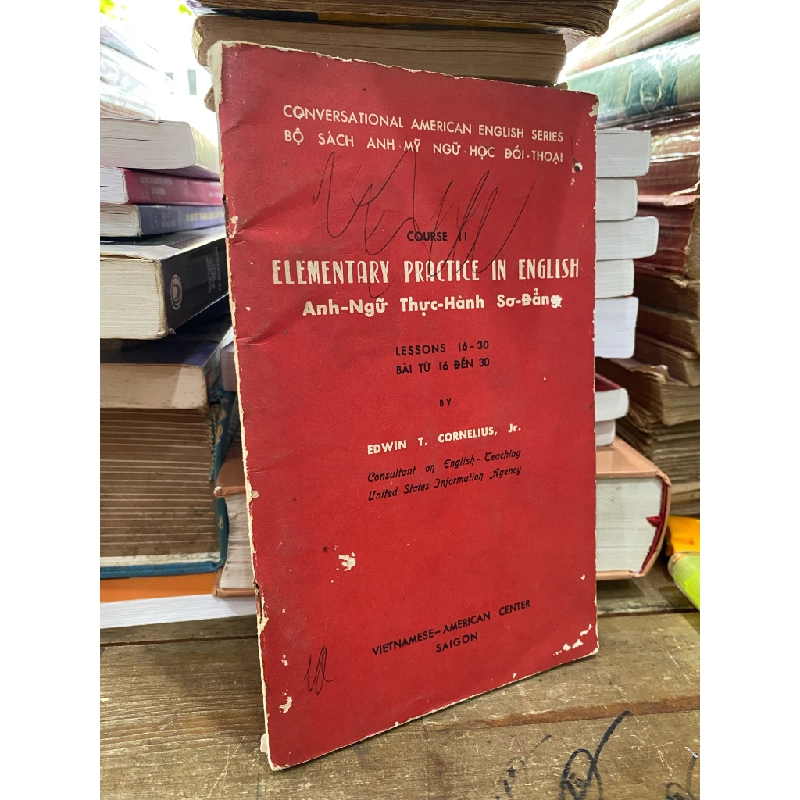 CONVERSATIONAL AMERICAN ENGLISH SERIES
BỘ SÁCH ANH-MỸ NGỮ HỌC ĐỐI-THOẠI
COURSE II
ELEMENTARY PRACTICE IN ENGLISH
Anh-Ngữ Thực-Hành Sơ-Đẳng
LESSONS 16-30
BÀI TỪ 16 ĐẾN 30
BY
EDWIN T. CORNELIUS, Jr.
Consultant on English-Teaching
United States Information Agency
VIETNAMESE-AMERICAN CENTER
SAIGON